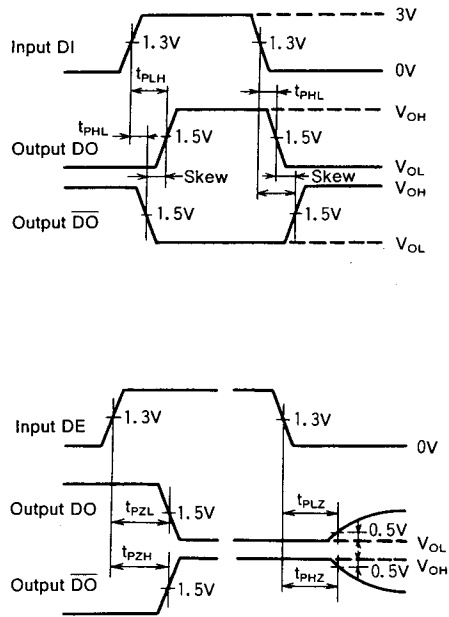 3V
Input DI
1.3V
1.3V
0V
tPLH
tPHL
VOH
tPHL
1.5V
1.5V
Output DO
Skew
Skew
VOL
VOH
1.5V
1.5V
Output D̅O̅
VOL
Input DE
1.3V
1.3V
0V
Output DO
tPZL
1.5V
tPLZ
0.5V
VOL
tPZH
VOH
tPHZ
0.5V
Output D̅O̅
1.5V